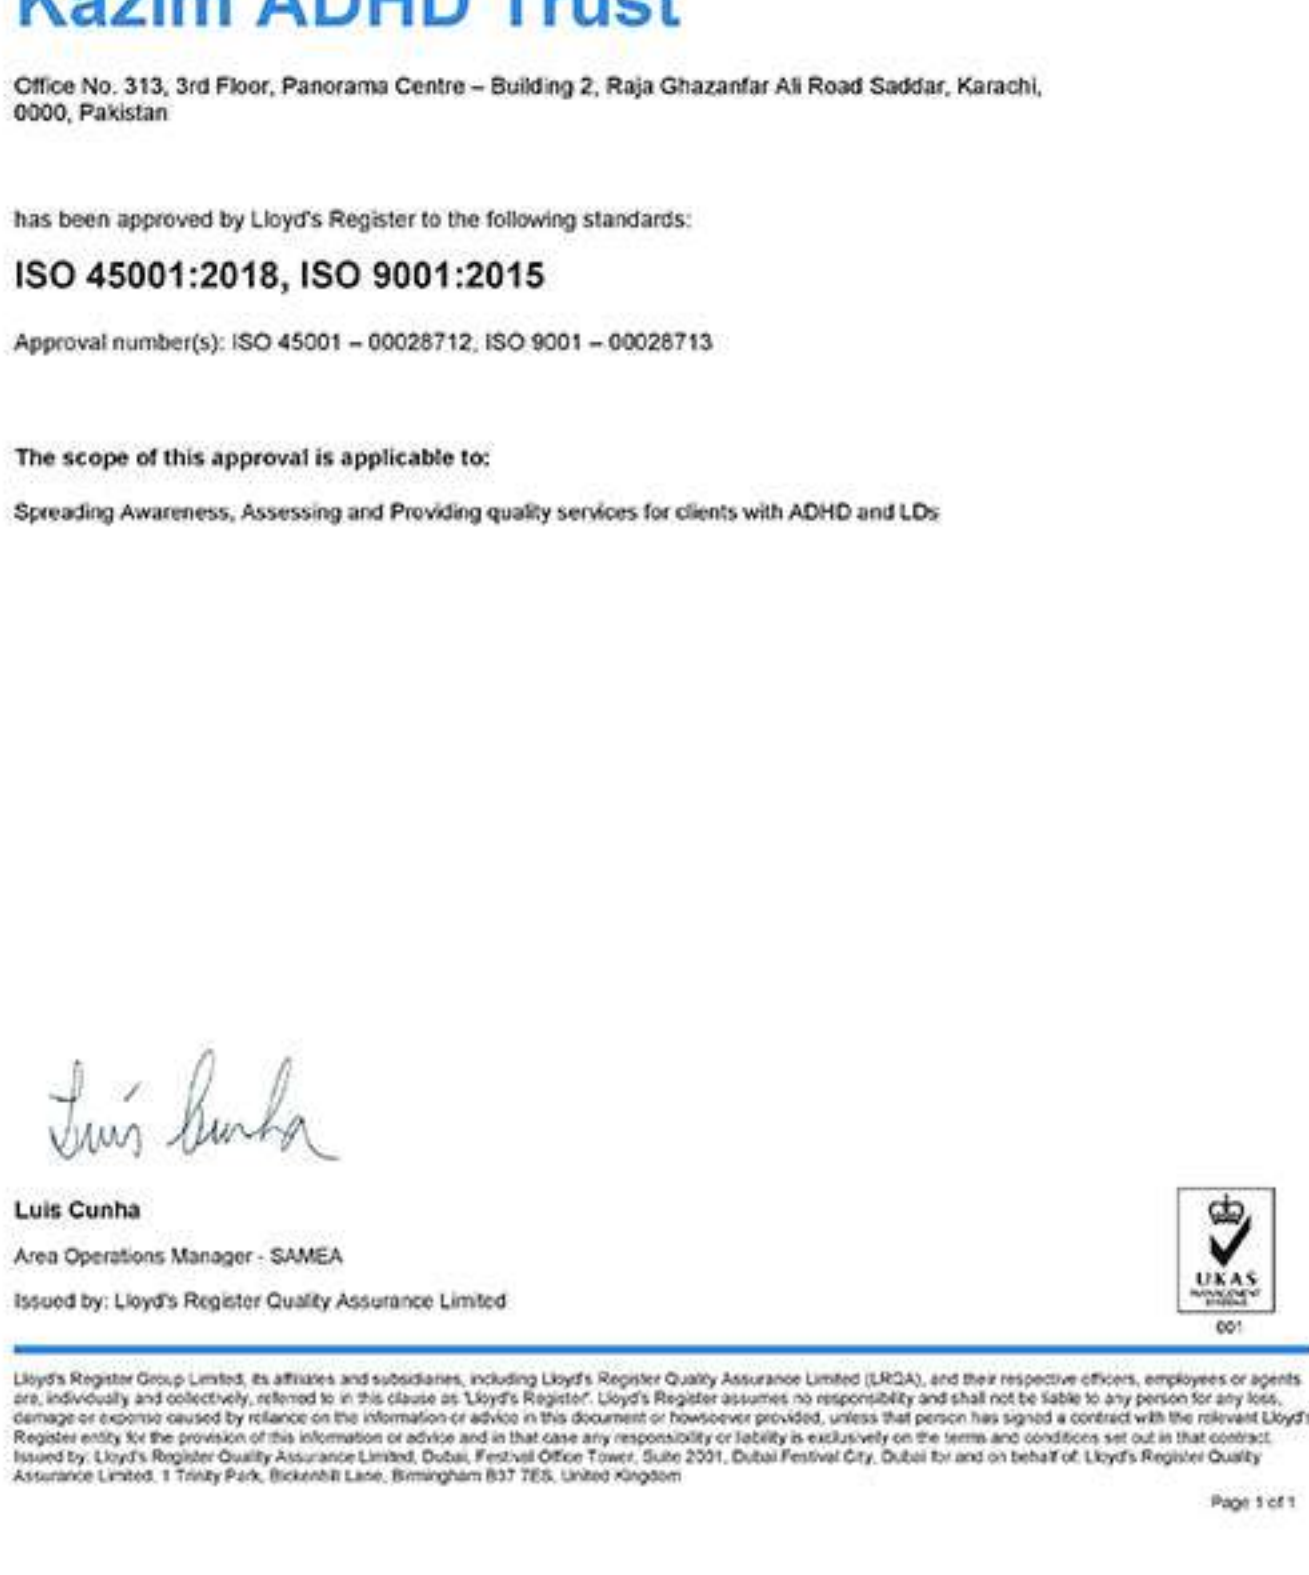 Kazim ADHD Trust
Office No. 313, 3rd Floor, Panorama Centre – Building 2, Raja Ghazanfar Ali Road Saddar, Karachi,
0000, Pakistan
has been approved by Lloyd's Register to the following standards:
ISO 45001:2018, ISO 9001:2015
Approval number(s): ISO 45001 – 00028712, ISO 9001 – 00028713
The scope of this approval is applicable to:
Spreading Awareness, Assessing and Providing quality services for clients with ADHD and LDs
Luís Cunha
Luis Cunha
Area Operations Manager - SAMEA
Issued by: Lloyd's Register Quality Assurance Limited
UKAS
MANAGEMENT
SYSTEMS
001
Lloyd's Register Group Limited, its affiliates and subsidiaries, including Lloyd's Register Quality Assurance Limited (LRQA), and their respective officers, employees or agents
are, individually and collectively, referred to in this clause as 'Lloyd's Register'. Lloyd's Register assumes no responsibility and shall not be liable to any person for any loss,
damage or expense caused by reliance on the information or advice in this document or howsoever provided, unless that person has signed a contract with the relevant Lloyd's
Register entity for the provision of this information or advice and in that case any responsibility or liability is exclusively on the terms and conditions set out in that contract.
Issued by: Lloyd's Register Quality Assurance Limited, Dubai, Festival Office Tower, Suite 2001, Dubai Festival City, Dubai for and on behalf of: Lloyd's Register Quality
Assurance Limited, 1 Trinity Park, Bickenhill Lane, Birmingham B37 7ES, United Kingdom
Page 1 of 1